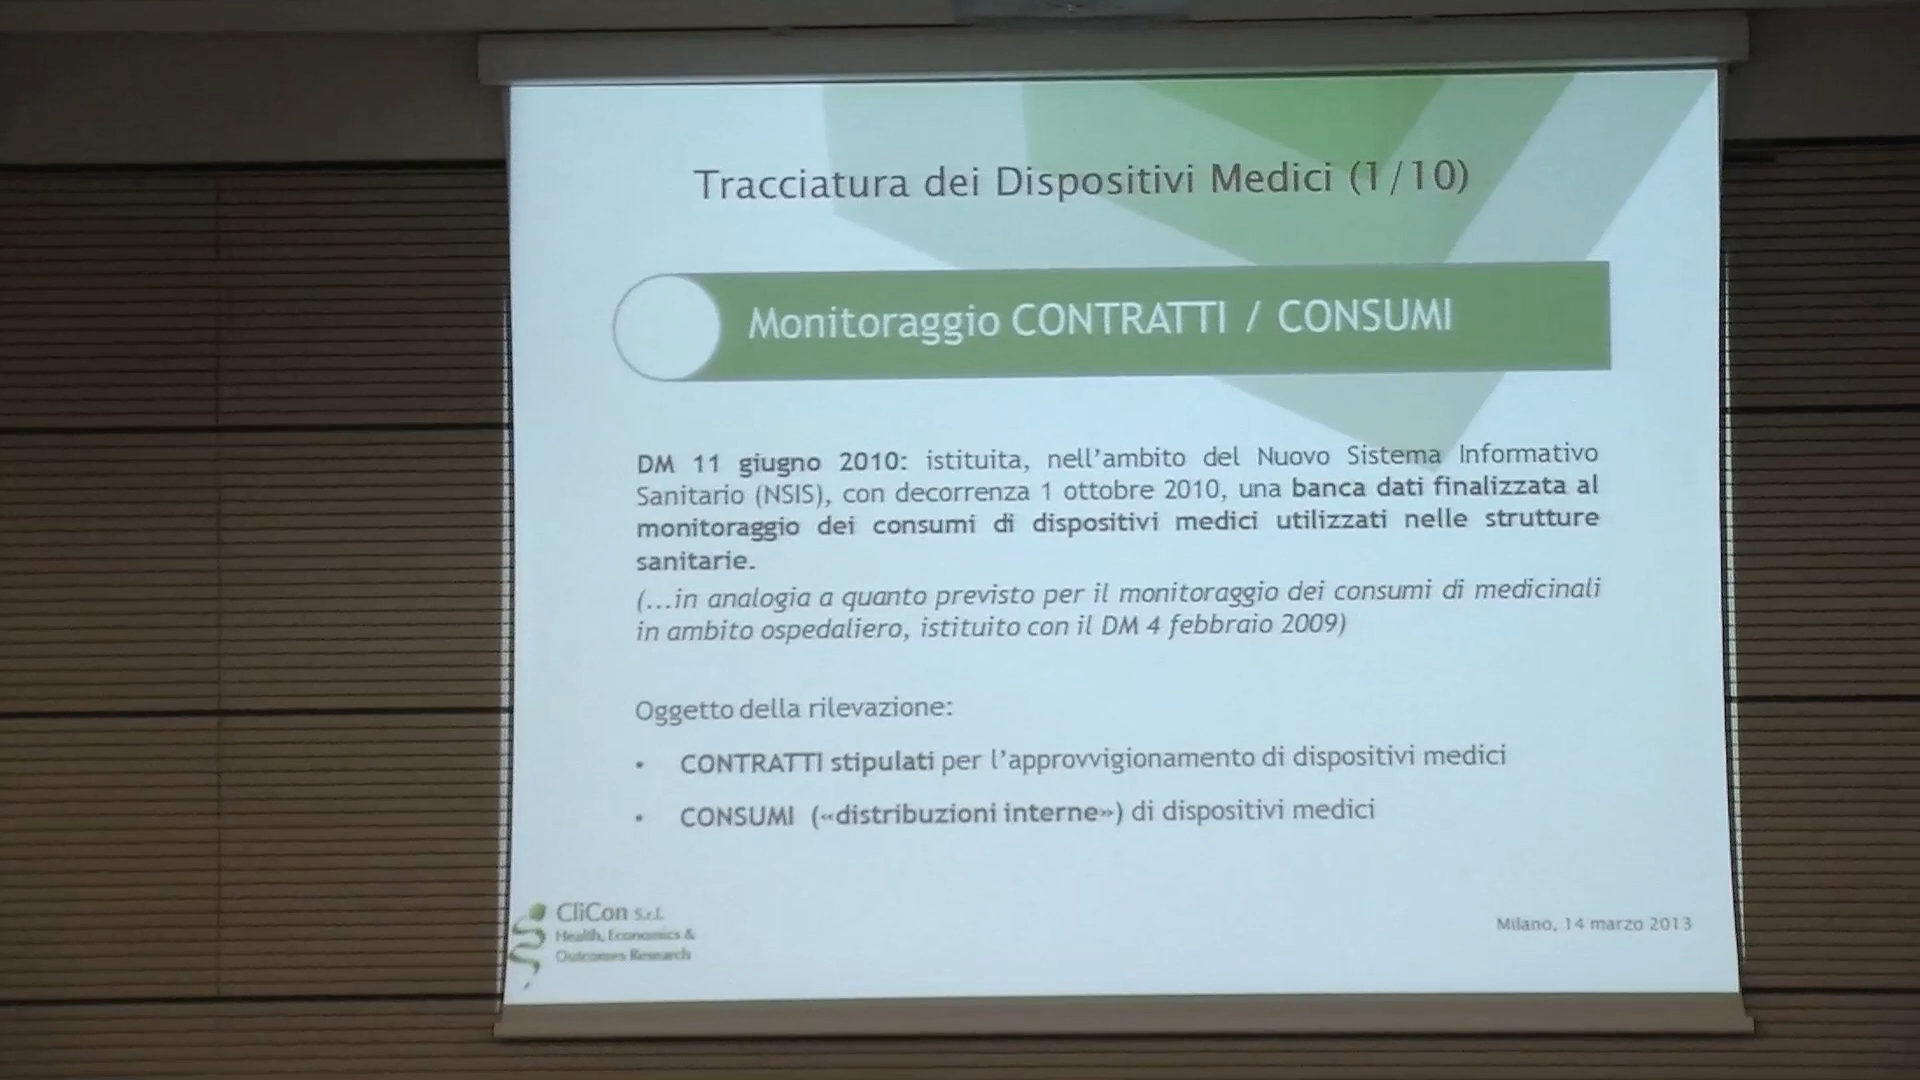 Tracciatura dei Dispositivi Medici (1/10)
Monitoraggio CONTRATTI / CONSUMI
DM 11 giugno 2010: istituita, nell'ambito del Nuovo Sistema Informativo
Sanitario (NSIS), con decorrenza 1 ottobre 2010, una banca dati finalizzata al
monitoraggio dei consumi di dispositivi medici utilizzati nelle strutture
sanitarie.
(...in analogia a quanto previsto per il monitoraggio dei consumi di medicinali
in ambito ospedaliero, istituito con il DM 4 febbraio 2009)
Oggetto della rilevazione:
• CONTRATTI stipulati per l'approvvigionamento di dispositivi medici
• CONSUMI («distribuzioni interne») di dispositivi medici
CliCon S.r.l.
Health, Economics &
Outcomes Research
Milano, 14 marzo 2013